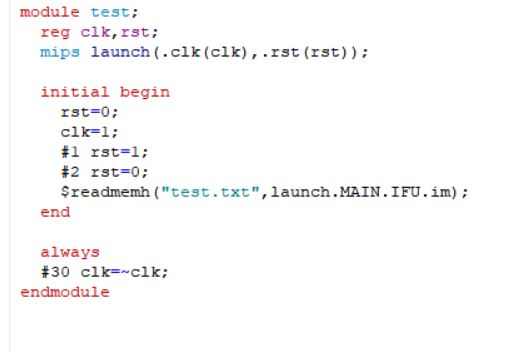 module test;
reg clk,rst;
mips launch(.clk(clk),.rst(rst));
initial begin
rst=0;
clk=1;
#1 rst=1;
#2 rst=0;
$readmemh("test.txt",launch.MAIN.IFU.im);
end
always
#30 clk=~clk;
endmodule